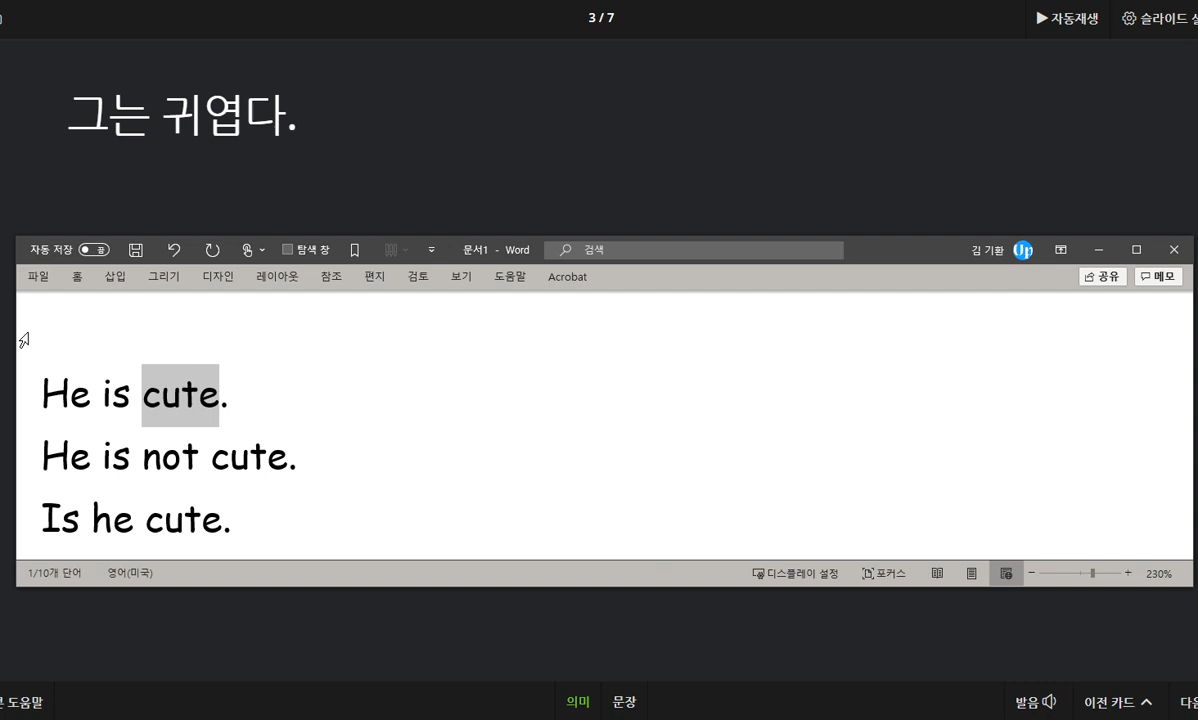 3 / 7
▶ 자동재생
슬라이드
그는 귀엽다.
자동 저장
탐색 창
문서1 - Word
검색
김 기환
Up
파일 홈 삽입 그리기 디자인 레이아웃 참조 편지 검토 보기 도움말 Acrobat
공유 메모
He is cute.
He is not cute.
Is he cute.
1/10개 단어 영어(미국)
디스플레이 설정 포커스
− + 230%
도움말
의미 문장
발음 이전 카드